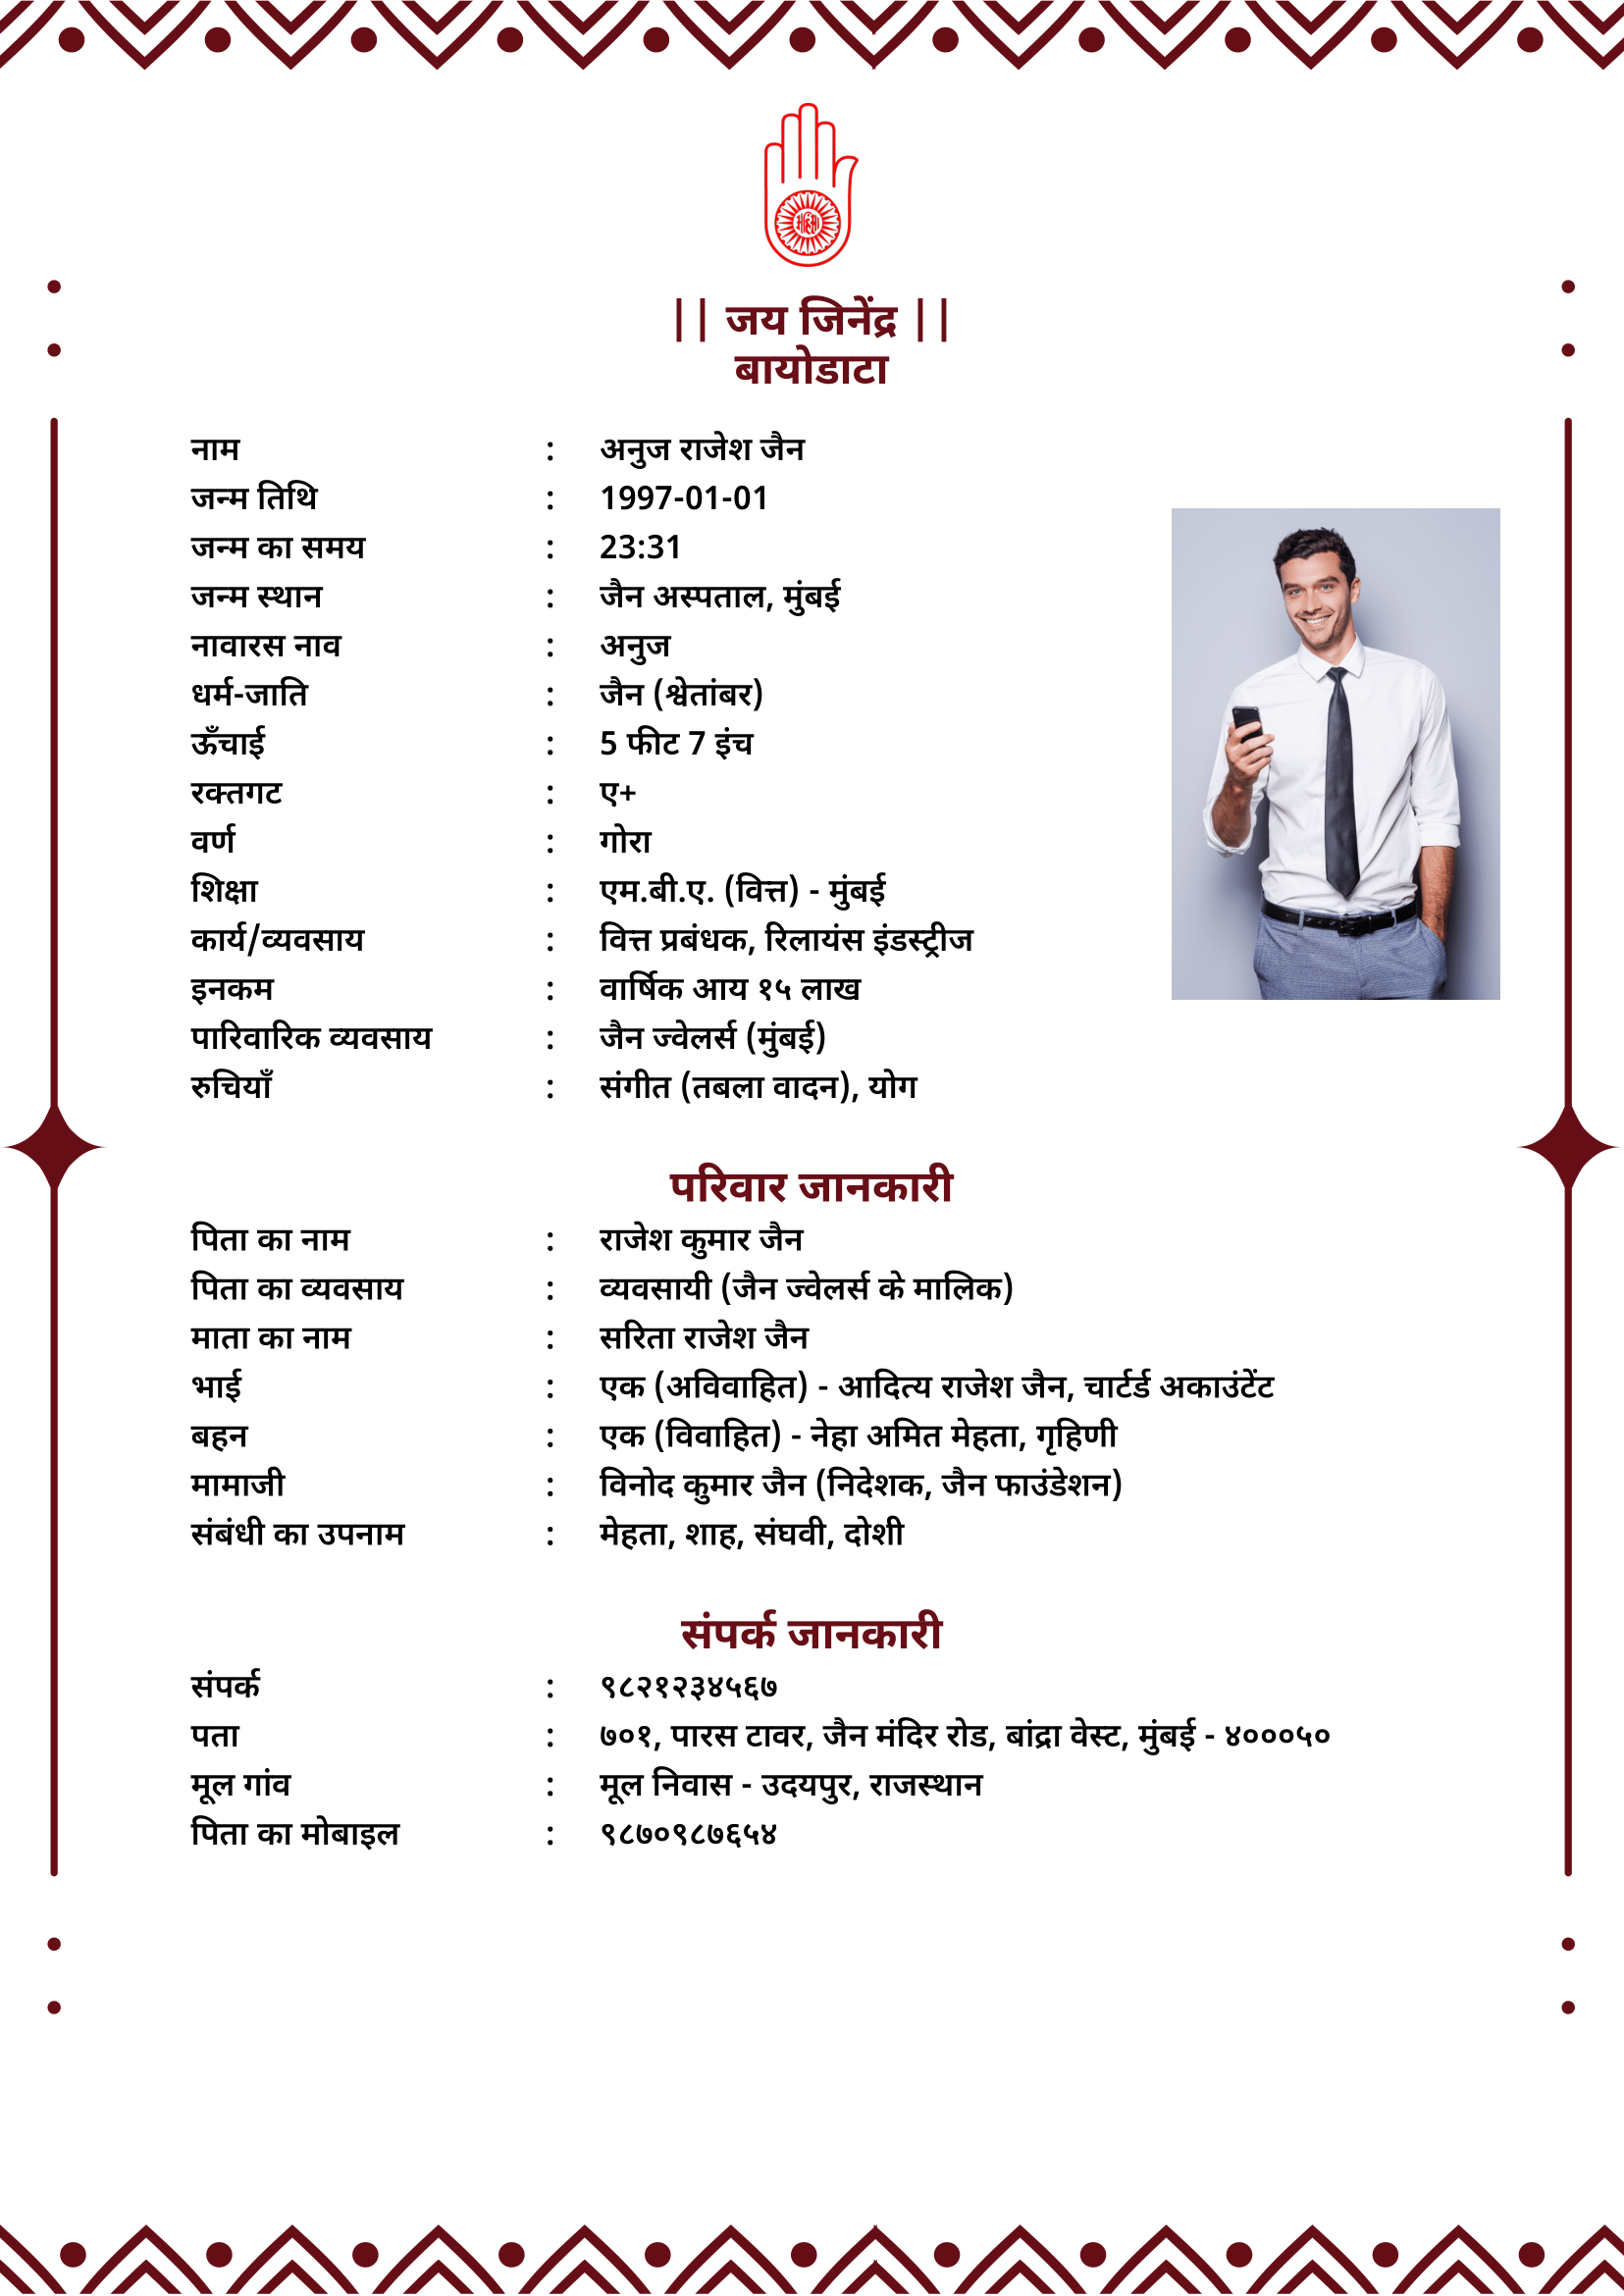 || जय जिनेंद्र ||
बायोडाटा
नाम : अनुज राजेश जैन
जन्म तिथि : 1997-01-01
जन्म का समय : 23:31
जन्म स्थान : जैन अस्पताल, मुंबई
नावारस नाव : अनुज
धर्म-जाति : जैन (श्वेतांबर)
ऊँचाई : 5 फीट 7 इंच
रक्तगट : ए+
वर्ण : गोरा
शिक्षा : एम.बी.ए. (वित्त) - मुंबई
कार्य/व्यवसाय : वित्त प्रबंधक, रिलायंस इंडस्ट्रीज
इनकम : वार्षिक आय १५ लाख
पारिवारिक व्यवसाय : जैन ज्वेलर्स (मुंबई)
रुचियाँ : संगीत (तबला वादन), योग
परिवार जानकारी
पिता का नाम : राजेश कुमार जैन
पिता का व्यवसाय : व्यवसायी (जैन ज्वेलर्स के मालिक)
माता का नाम : सरिता राजेश जैन
भाई : एक (अविवाहित) - आदित्य राजेश जैन, चार्टर्ड अकाउंटेंट
बहन : एक (विवाहित) - नेहा अमित मेहता, गृहिणी
मामाजी : विनोद कुमार जैन (निदेशक, जैन फाउंडेशन)
संबंधी का उपनाम : मेहता, शाह, संघवी, दोशी
संपर्क जानकारी
संपर्क : ९८२१२३४५६७
पता : ७०१, पारस टावर, जैन मंदिर रोड, बांद्रा वेस्ट, मुंबई - ४०००५०
मूल गांव : मूल निवास - उदयपुर, राजस्थान
पिता का मोबाइल : ९८७०९८७६५४